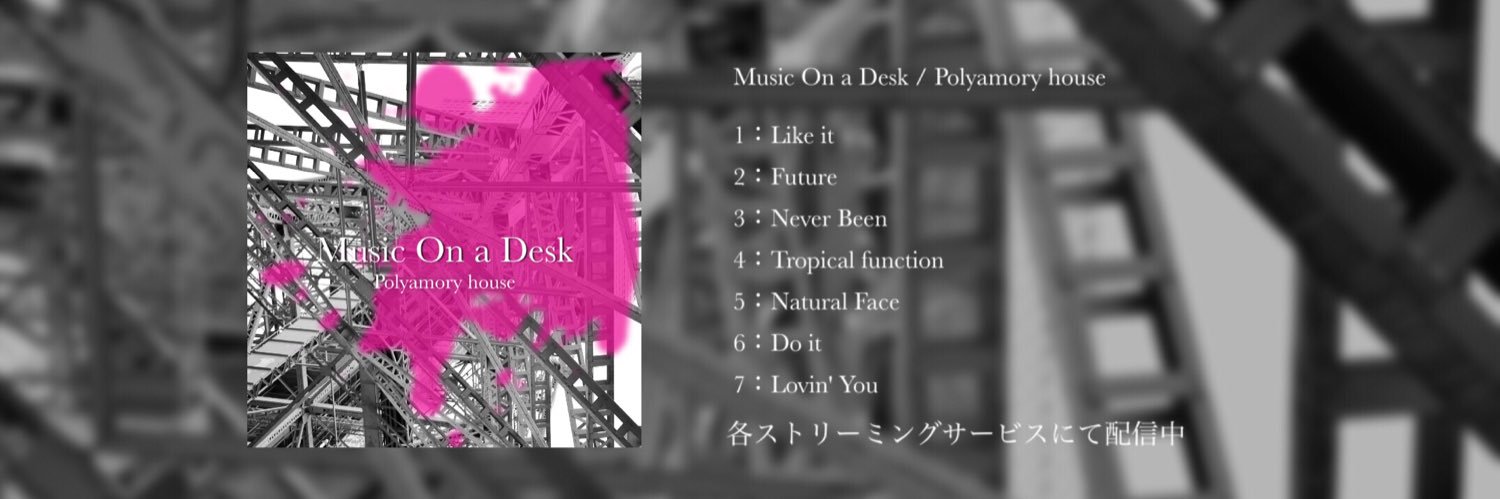 Music On a Desk
Polyamory house
Music On a Desk / Polyamory house
1：Like it
2：Future
3：Never Been
4：Tropical function
5：Natural Face
6：Do it
7：Lovin' You
各ストリーミングサービスにて配信中